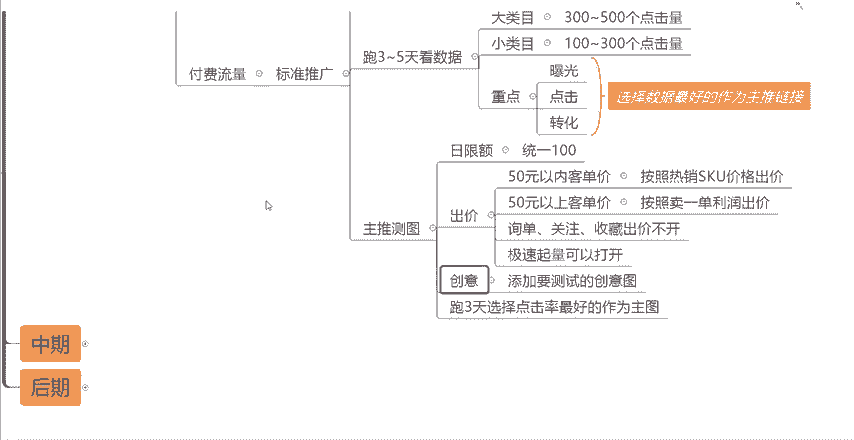 大类目 300~500个点击量
小类目 100~300个点击量
跑3~5天看数据
付费流量 标准推广
曝光
重点 点击
转化
选择数据最好的作为主推链接
日限额 统一100
50元以内客单价 按照热销SKU价格出价
50元以上客单价 按照卖一单利润出价
出价
主推测图
询单、关注、收藏出价不开
极速起量可以打开
创意 添加要测试的创意图
跑3天选择点击率最好的作为主图
中期
后期